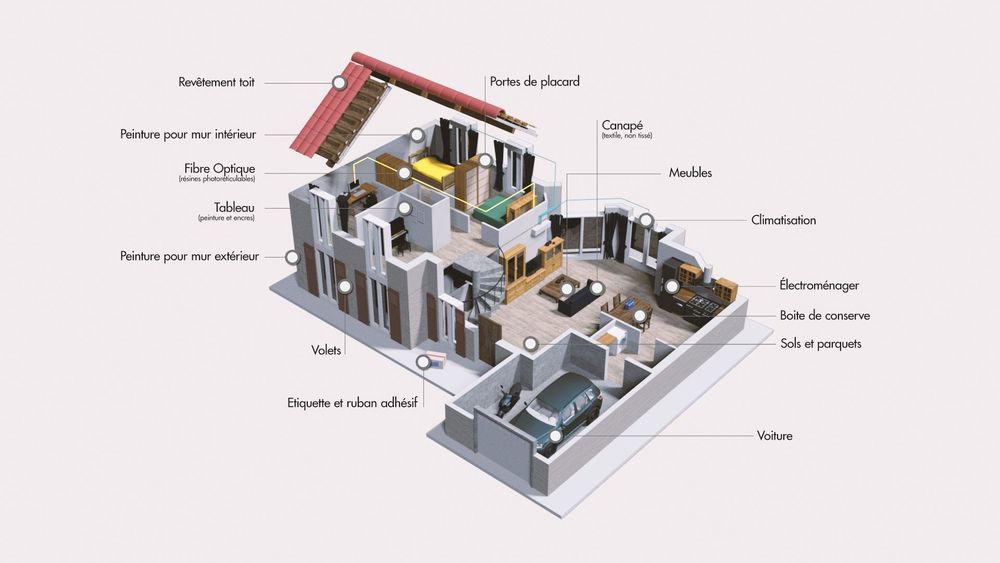 Revêtement toit
Portes de placard
Peinture pour mur intérieur
Canapé
(textile, non tissé)
Fibre Optique
(résines photoréticulables)
Meubles
Tableau
(peinture et encres)
Climatisation
Peinture pour mur extérieur
Électroménager
Boite de conserve
Sols et parquets
Volets
Etiquette et ruban adhésif
Voiture